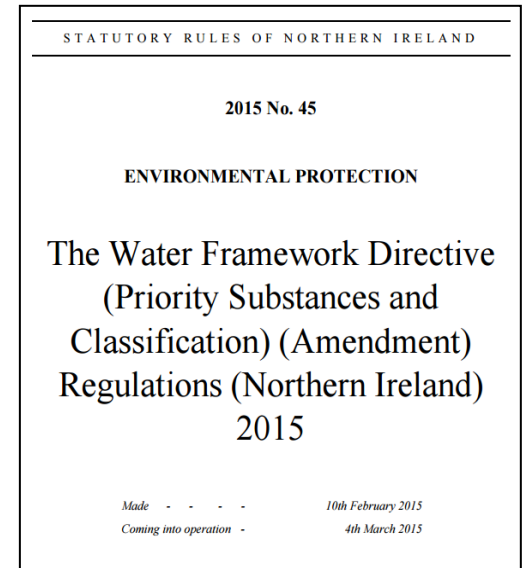 STATUTORY RULES OF NORTHERN IRELAND
2015 No. 45
ENVIRONMENTAL PROTECTION
The Water Framework Directive
(Priority Substances and
Classification) (Amendment)
Regulations (Northern Ireland)
2015
Made - - - - 10th February 2015
Coming into operation - 4th March 2015